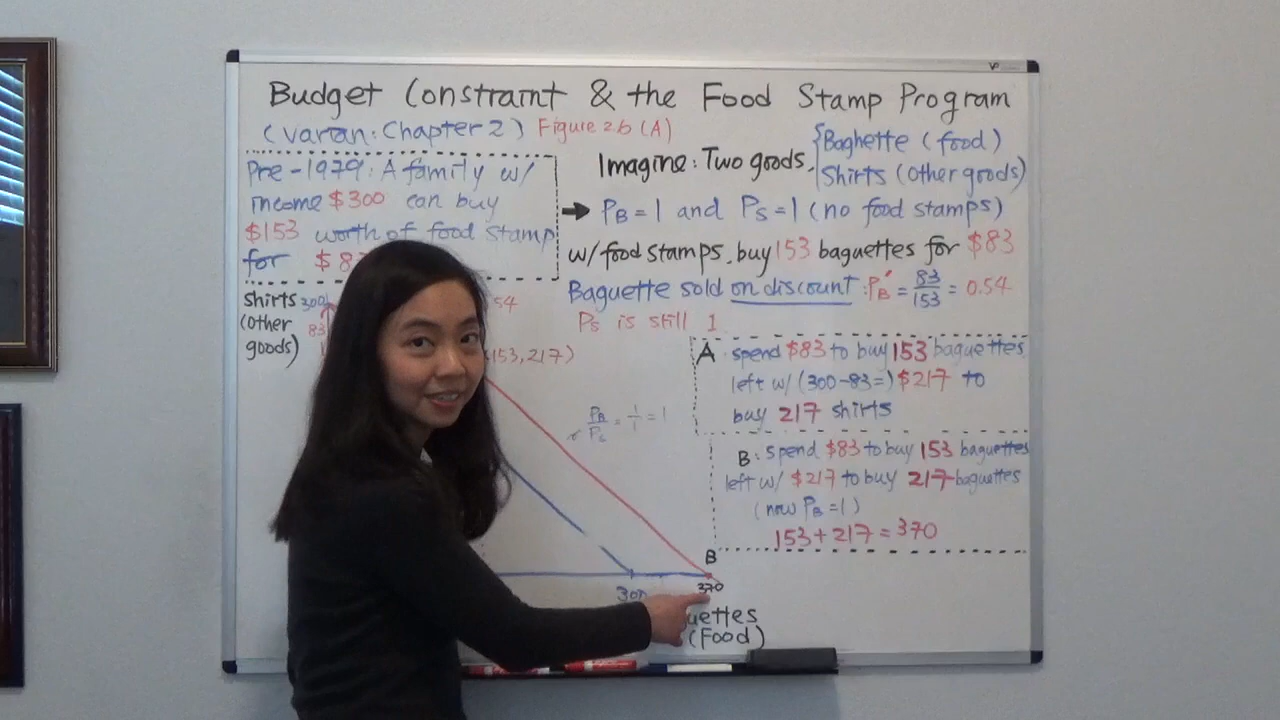 Budget Constraint & the Food Stamp Program
(Varian: Chapter 2) Figure 2.6 (A)
Pre-1979: A family w/
income $300 can buy
$153 worth of food stamp
for $8
Imagine: Two goods.
Baghette (food)
Shirts (Other goods)
PB = 1 and PS = 1 (no food stamps)
w/ food stamps, buy 153 baguettes for $83
Baguette sold on discount: PB' = 83/153 = 0.54
Ps is still 1
Shirts
(Other
goods)
300
83
54
(153, 217)
PB/Ps = 1/1 = 1
A: spend $83 to buy 153 baguettes
left w/ (300-83=) $217 to
buy 217 shirts
B: Spend $83 to buy 153 baguettes
left w/ $217 to buy 217 baguettes
(now PB = 1)
153 + 217 = 370
B
300
370
uettes
(Food)